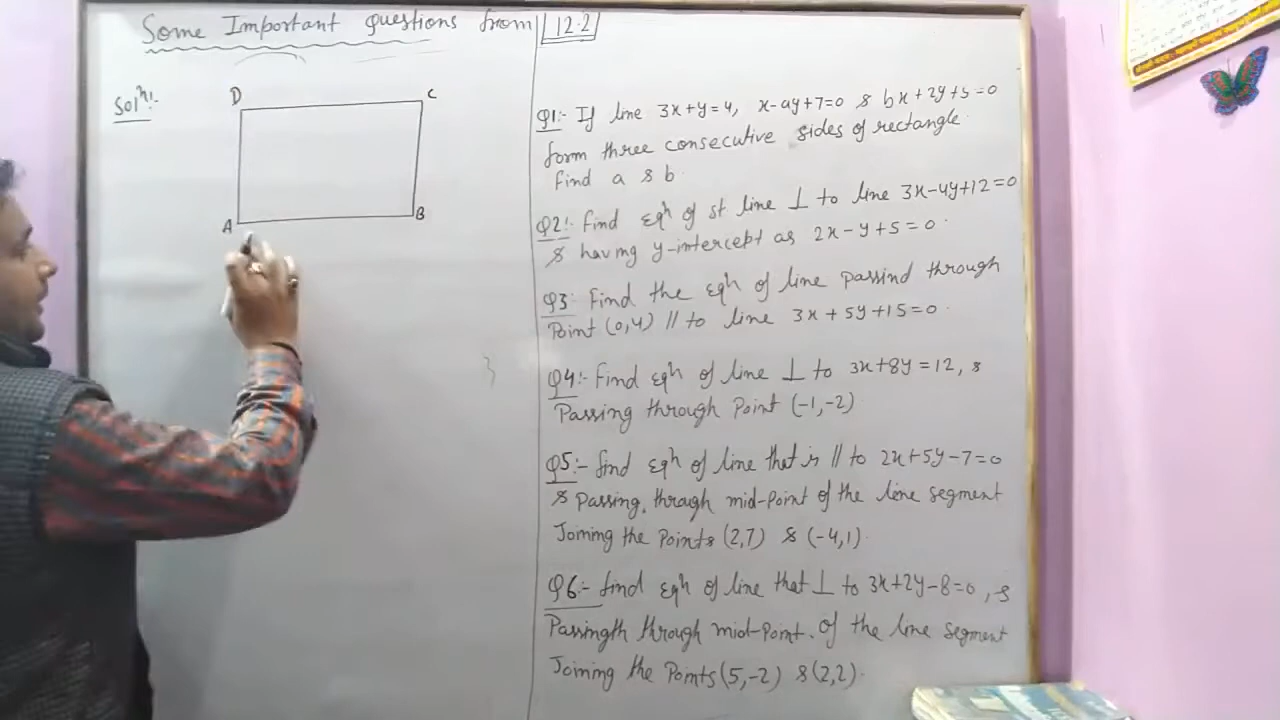 Some Important Questions from 12.2
Solⁿ:-
D
C
A
B
Q1:- If line 3x+y=4, x-ay+7=0 & bx+2y+5=0
form three consecutive sides of rectangle.
find a & b.
Q2:- find eqⁿ of st line ⊥ to line 3x-4y+12=0
& having y-intercept as 2x-y+5=0.
Q3:- Find the eqⁿ of line passind through
Point (0,4) // to line 3x+5y+15=0.
Q4:- Find eqⁿ of line ⊥ to 3x+8y=12, &
Passing through Point (-1,-2)
Q5:- find eqⁿ of line that is // to 2x+5y-7=0
& Passing through mid-Point of the line segment
Joining the Points (2,7) & (-4,1).
Q6:- find eqⁿ of line that ⊥ to 3x+2y-8=0, &
Passingth through mid-Point. of the line segment
Joining the Points (5,-2) & (2,2).